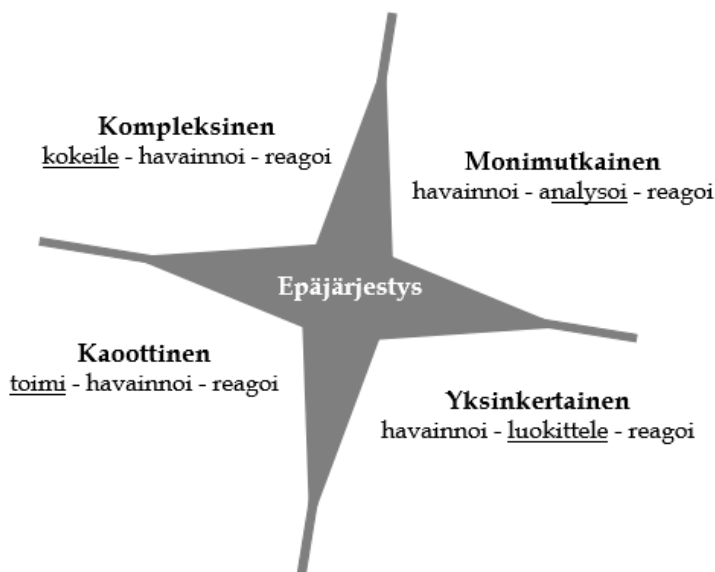 Kompleksinen
kokeile - havainnoi - reagoi
Monimutkainen
havainnoi - analysoi - reagoi
Epäjärjestys
Kaoottinen
toimi - havainnoi - reagoi
Yksinkertainen
havainnoi - luokittele - reagoi